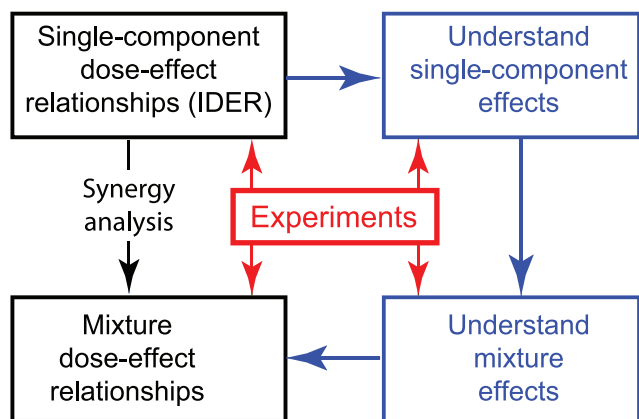 Single-component
dose-effect
relationships (IDER)
Understand
single-component
effects
Synergy
analysis
Experiments
Mixture
dose-effect
relationships
Understand
mixture
effects